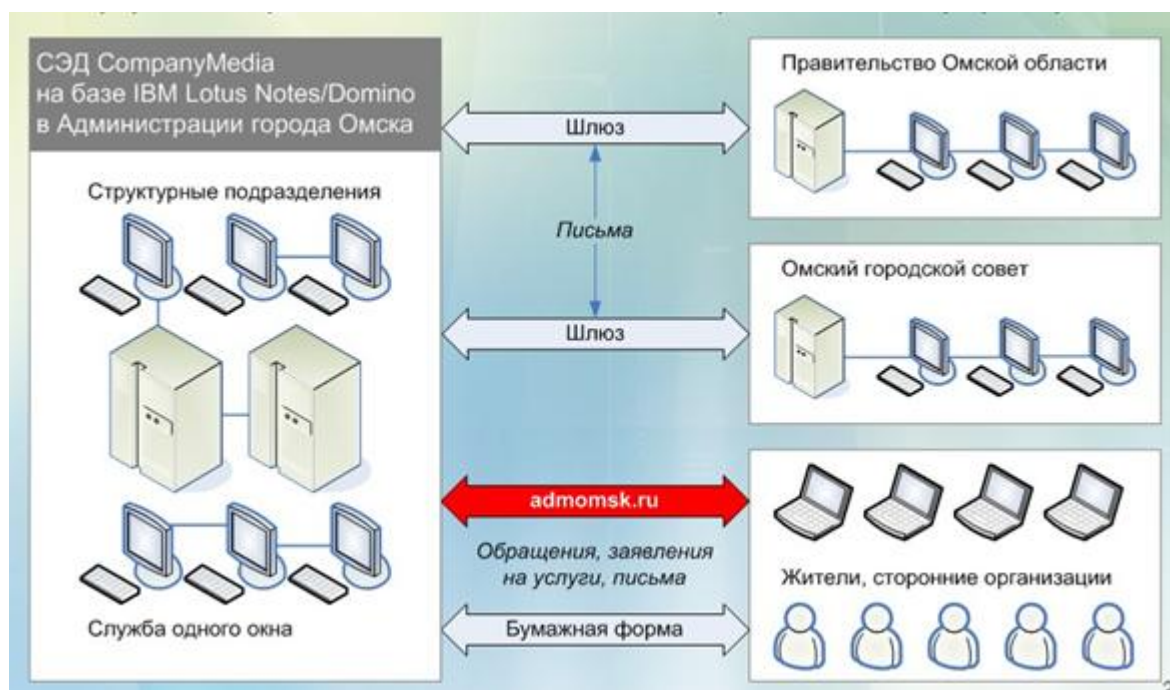 СЭД CompanyMedia
на базе IBM Lotus Notes/Domino
в Администрации города Омска
Структурные подразделения
Служба одного окна
Шлюз
Письма
Шлюз
admomsk.ru
Обращения, заявления
на услуги, письма
Бумажная форма
Правительство Омской области
Омский городской совет
Жители, сторонние организации